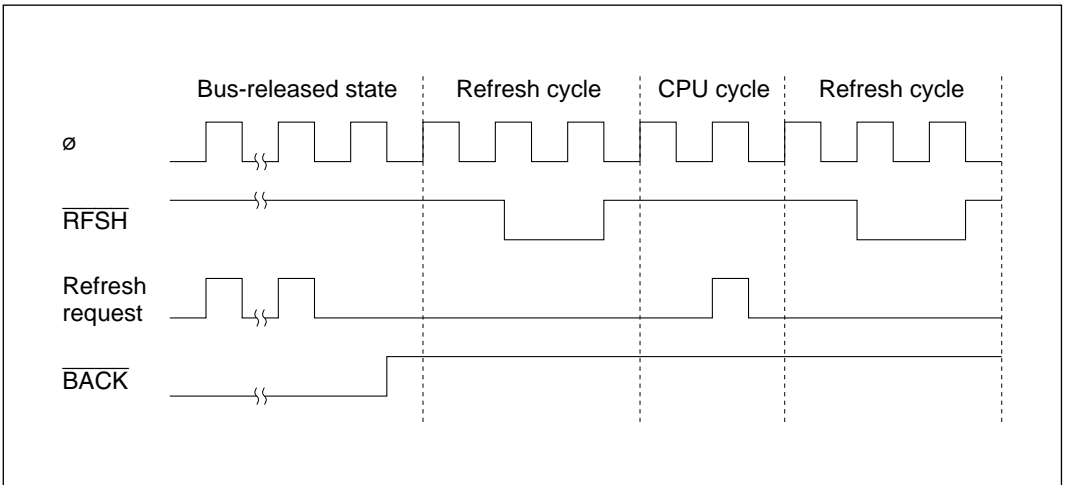 Bus-released state Refresh cycle CPU cycle Refresh cycle
ø
RFSH
Refresh
request
BACK